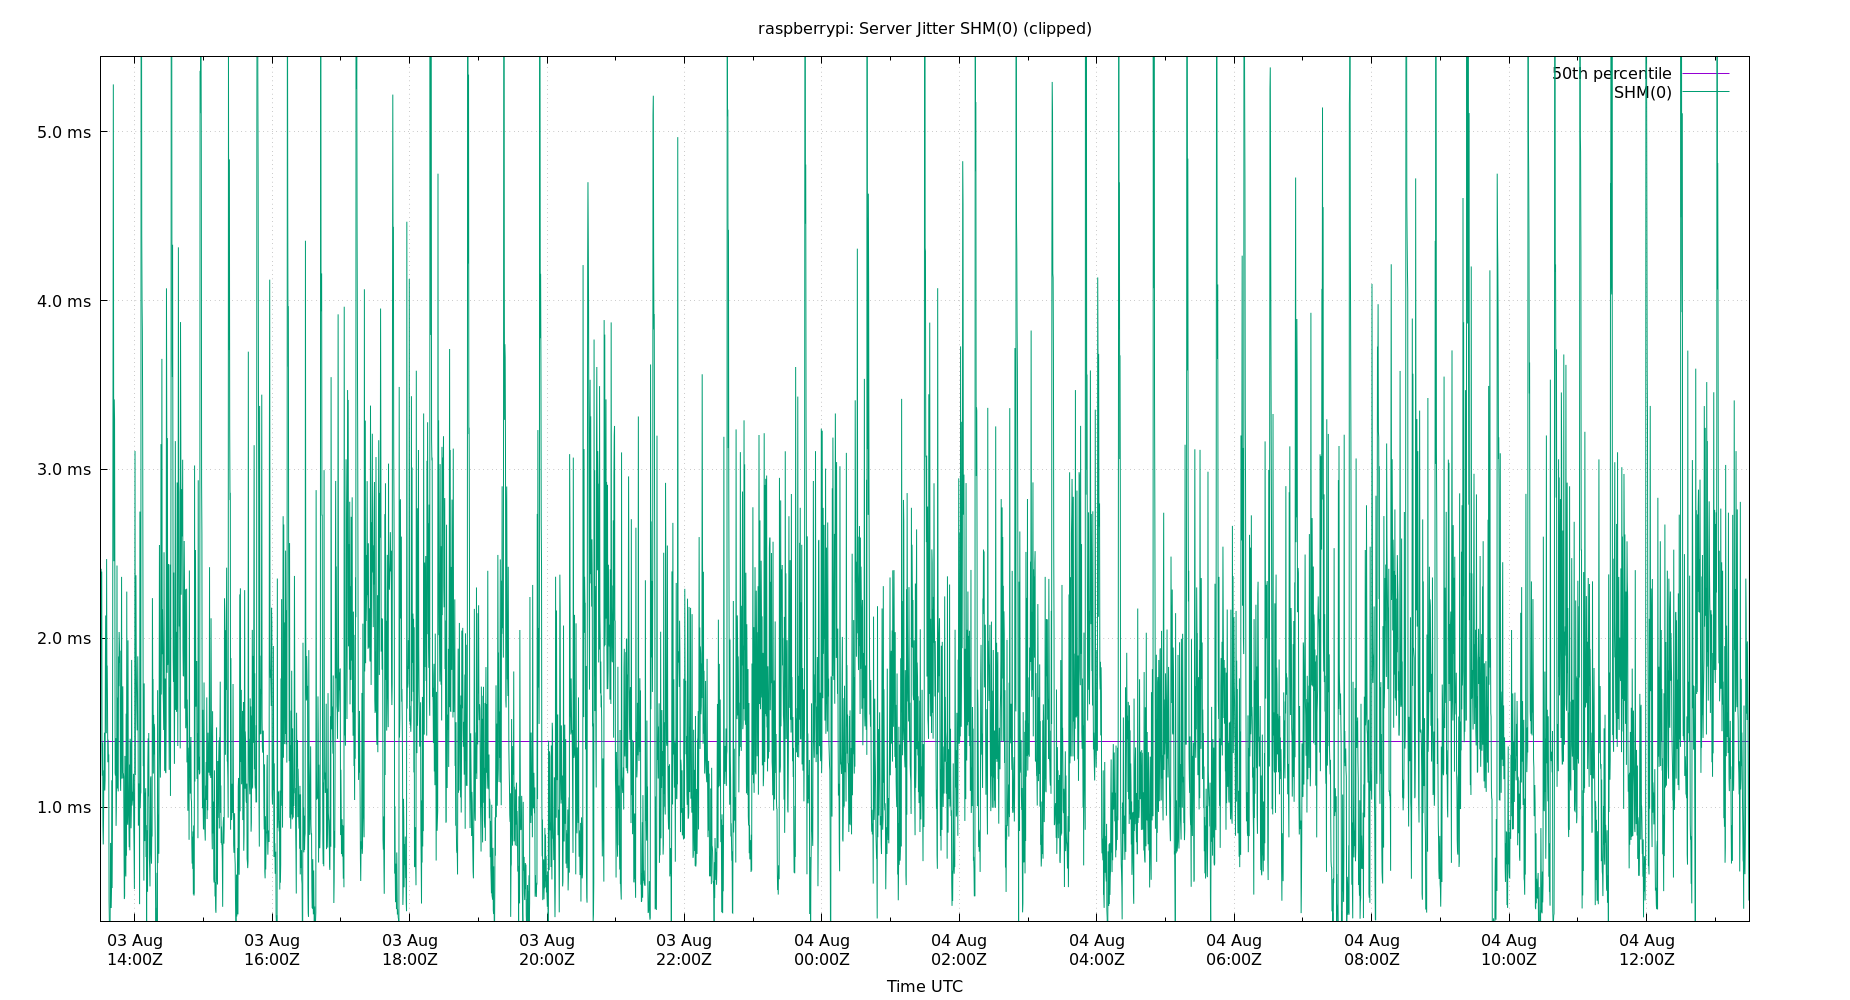 raspberrypi: Server Jitter SHM(0) (clipped)
50th percentile
SHM(0)
5.0 ms
4.0 ms
3.0 ms
2.0 ms
1.0 ms
03 Aug 03 Aug 03 Aug 03 Aug 03 Aug 04 Aug 04 Aug 04 Aug 04 Aug 04 Aug 04 Aug 04 Aug
14:00Z 16:00Z 18:00Z 20:00Z 22:00Z 00:00Z 02:00Z 04:00Z 06:00Z 08:00Z 10:00Z 12:00Z
Time UTC